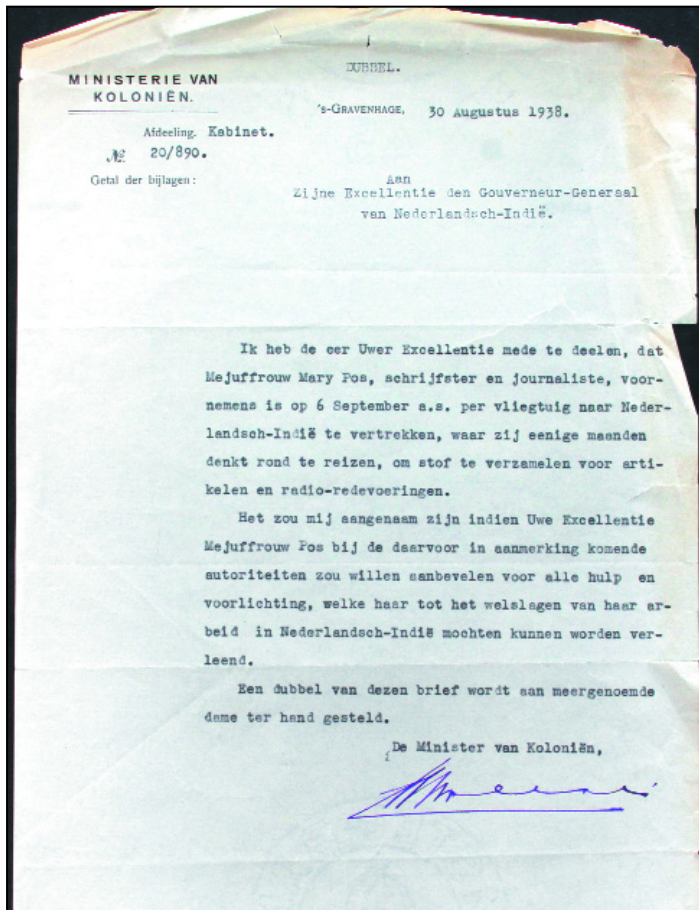 DUBBEL.
MINISTERIE VAN
KOLONIËN.
'S-GRAVENHAGE, 30 Augustus 1938.
Afdeeling. Kabinet.
№. 20/890.
Getal der bijlagen:
Aan
Zijne Excellentie den Gouverneur-Generaal
van Nederlandsch-Indië.
Ik heb de eer Uwer Excellentie mede te deelen, dat
Mejuffrouw Mary Pos, schrijfster en journaliste, voor-
nemens is op 6 September a.s. per vliegtuig naar Neder-
landsch-Indië te vertrekken, waar zij eenige maanden
denkt rond te reizen, om stof te verzamelen voor arti-
kelen en radio-redevoeringen.
Het zou mij aangenaam zijn indien Uwe Excellentie
Mejuffrouw Pos bij de daarvoor in aanmerking komende
autoriteiten zou willen aanbevelen voor alle hulp en
voorlichting, welke haar tot het welslagen van haar ar-
beid in Nederlandsch-Indië mochten kunnen worden ver-
leend.
Een dubbel van dezen brief wordt aan meergenoemde
dame ter hand gesteld.
De Minister van Koloniën,